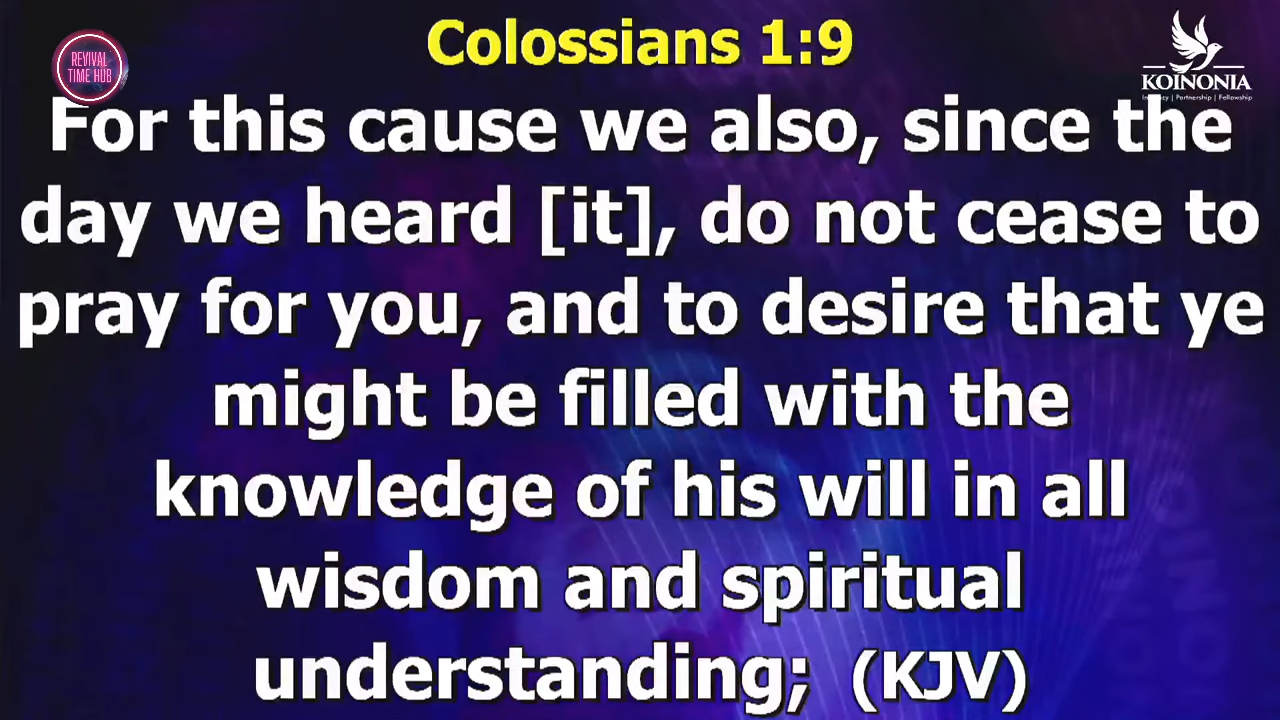 Colossians 1:9
REVIVAL
TIME HUB
KOINONIA
| Partnership | Fellowship
For this cause we also, since the
day we heard [it], do not cease to
pray for you, and to desire that ye
might be filled with the
knowledge of his will in all
wisdom and spiritual
understanding; (KJV)